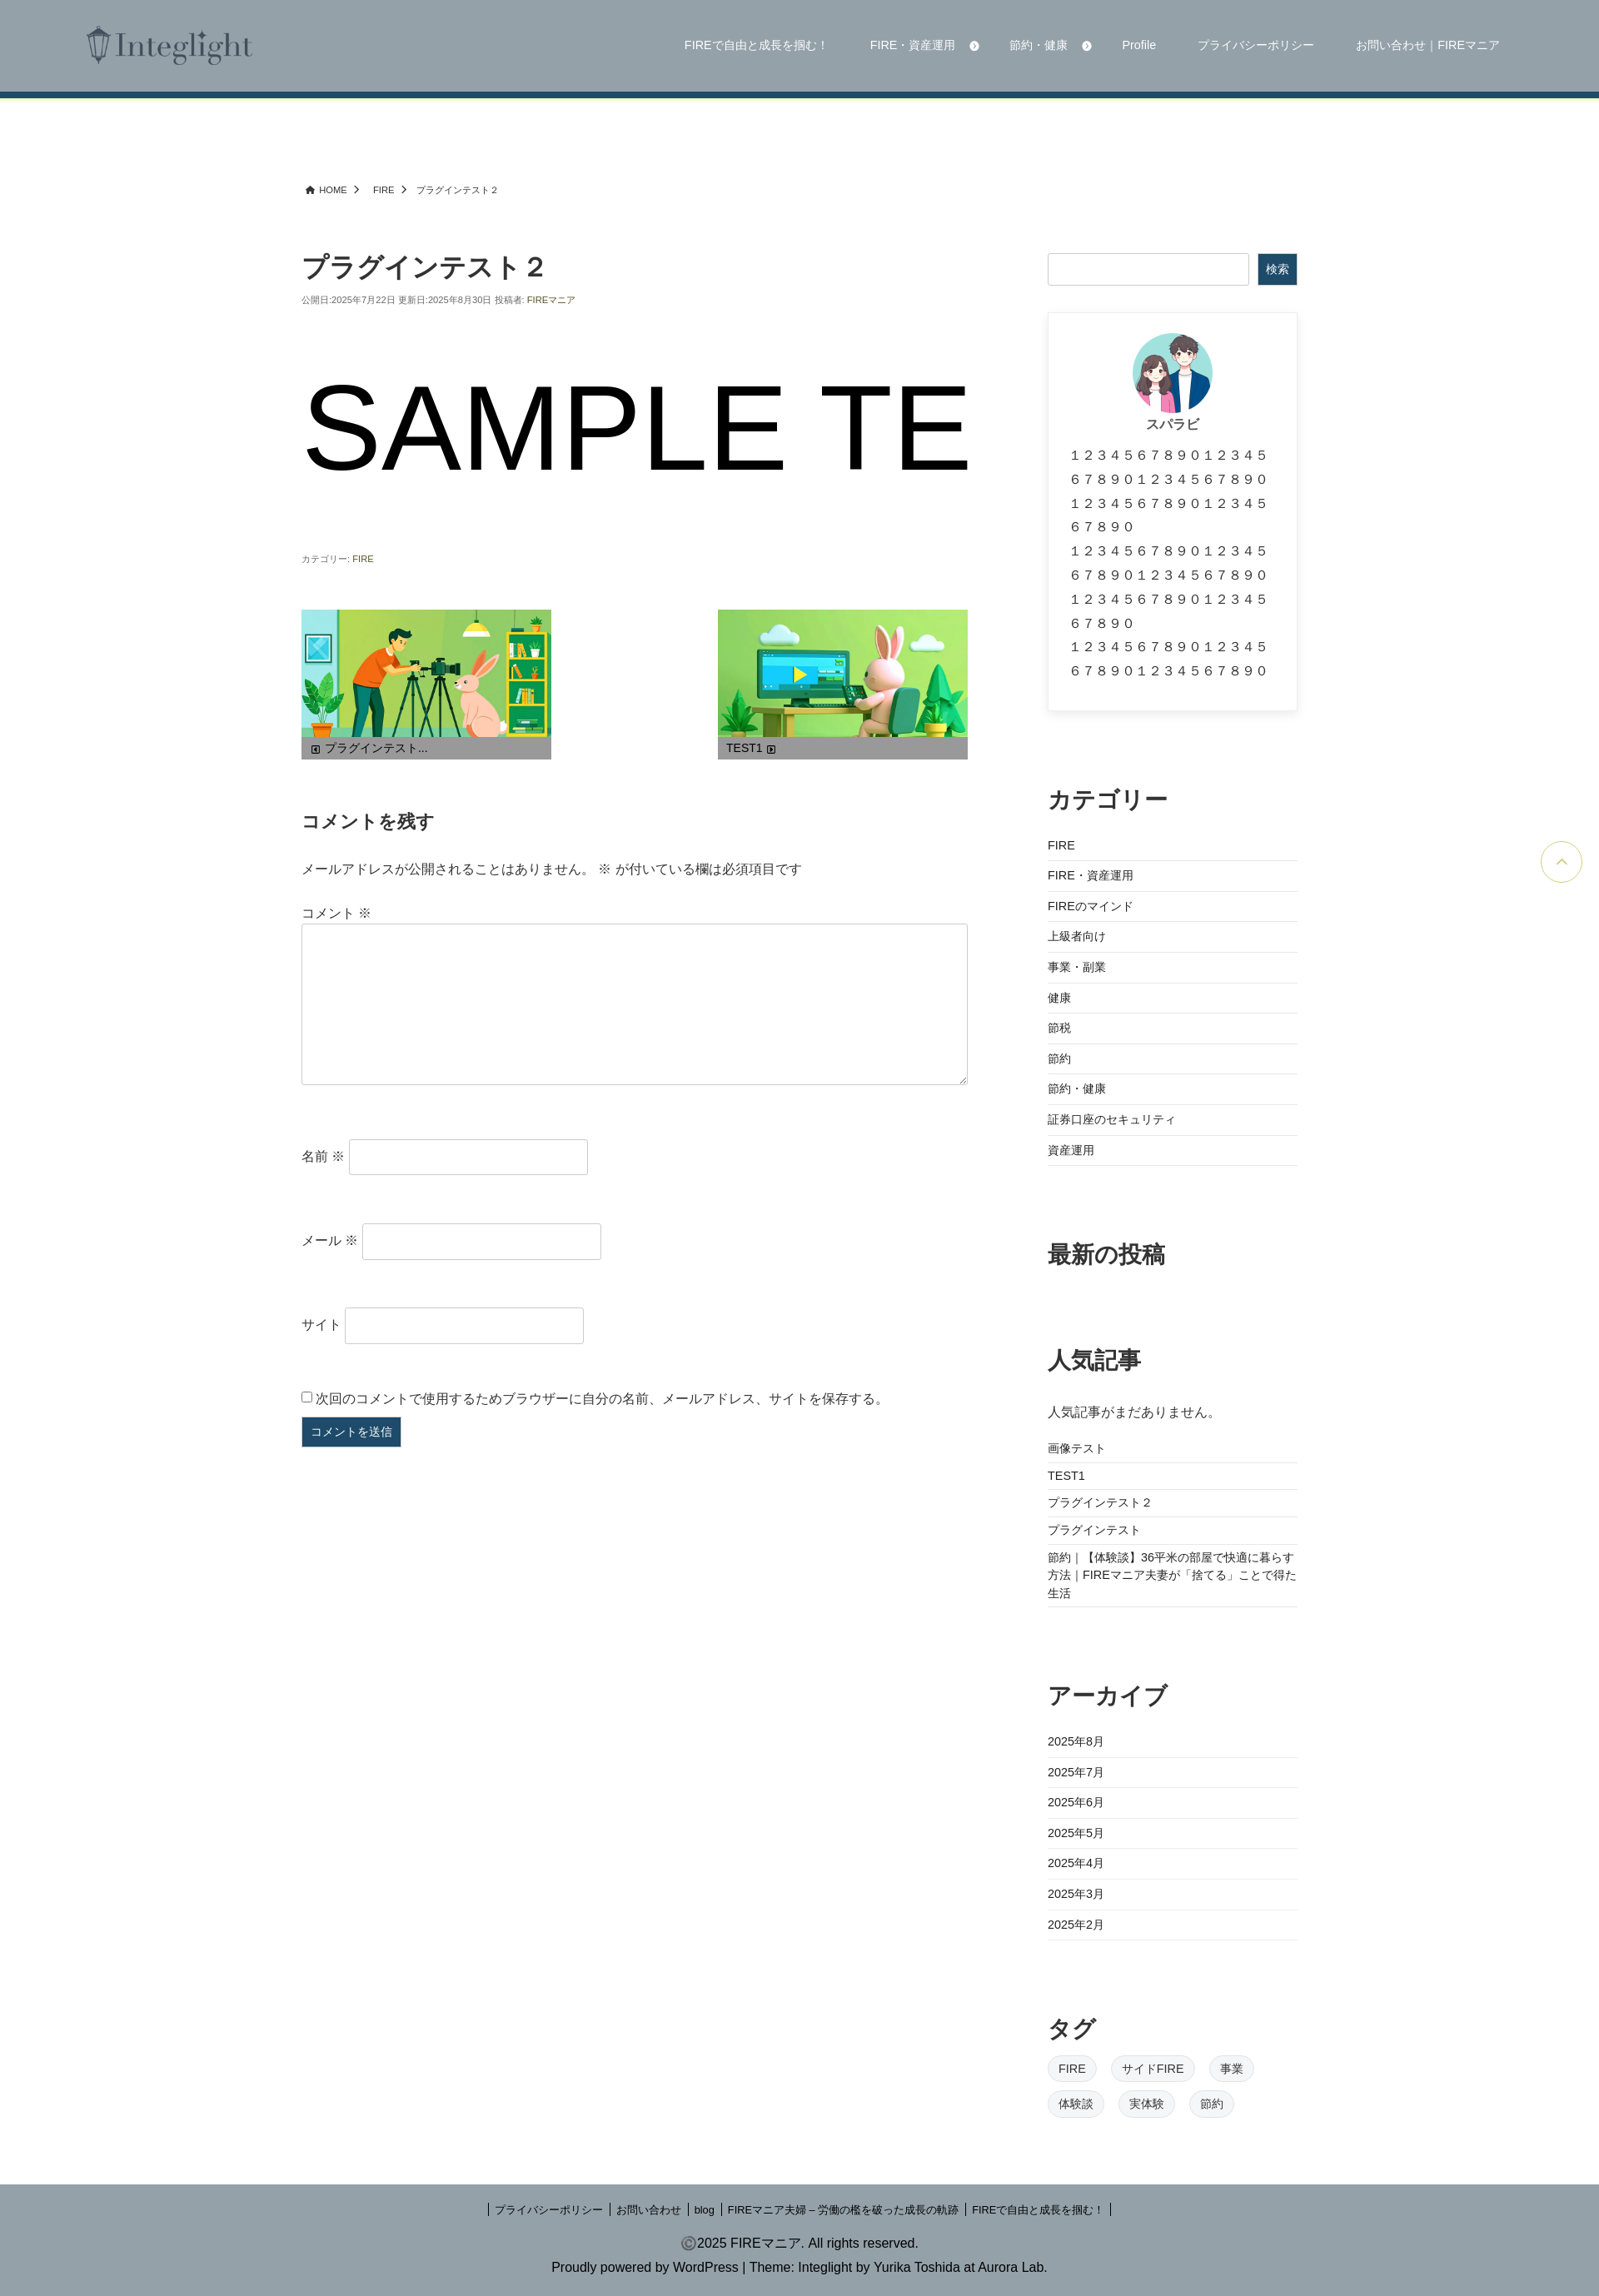 Integlight
FIREで自由と成長を掴む！
FIRE・資産運用
節約・健康
Profile
プライバシーポリシー
お問い合わせ｜FIREマニア
HOME
FIRE
プラグインテスト２
プラグインテスト２
公開日:2025年7月22日 更新日:2025年8月30日 投稿者: FIREマニア
SAMPLE TE
カテゴリー: FIRE
プラグインテスト...
TEST1
コメントを残す
メールアドレスが公開されることはありません。 ※ が付いている欄は必須項目です
コメント ※
名前 ※
メール ※
サイト
次回のコメントで使用するためブラウザーに自分の名前、メールアドレス、サイトを保存する。
コメントを送信
検索
スパラビ
１２３４５６７８９０１２３４５
６７８９０１２３４５６７８９０
１２３４５６７８９０１２３４５
６７８９０
１２３４５６７８９０１２３４５
６７８９０１２３４５６７８９０
１２３４５６７８９０１２３４５
６７８９０
１２３４５６７８９０１２３４５
６７８９０１２３４５６７８９０
カテゴリー
FIRE
FIRE・資産運用
FIREのマインド
上級者向け
事業・副業
健康
節税
節約
節約・健康
証券口座のセキュリティ
資産運用
最新の投稿
人気記事
人気記事がまだありません。
画像テスト
TEST1
プラグインテスト２
プラグインテスト
節約｜【体験談】36平米の部屋で快適に暮らす
方法｜FIREマニア夫妻が「捨てる」ことで得た
生活
アーカイブ
2025年8月
2025年7月
2025年6月
2025年5月
2025年4月
2025年3月
2025年2月
タグ
FIRE
サイドFIRE
事業
体験談
実体験
節約
プライバシーポリシー
お問い合わせ
blog
FIREマニア夫婦 – 労働の檻を破った成長の軌跡
FIREで自由と成長を掴む！
©2025 FIREマニア. All rights reserved.
Proudly powered by WordPress | Theme: Integlight by Yurika Toshida at Aurora Lab.